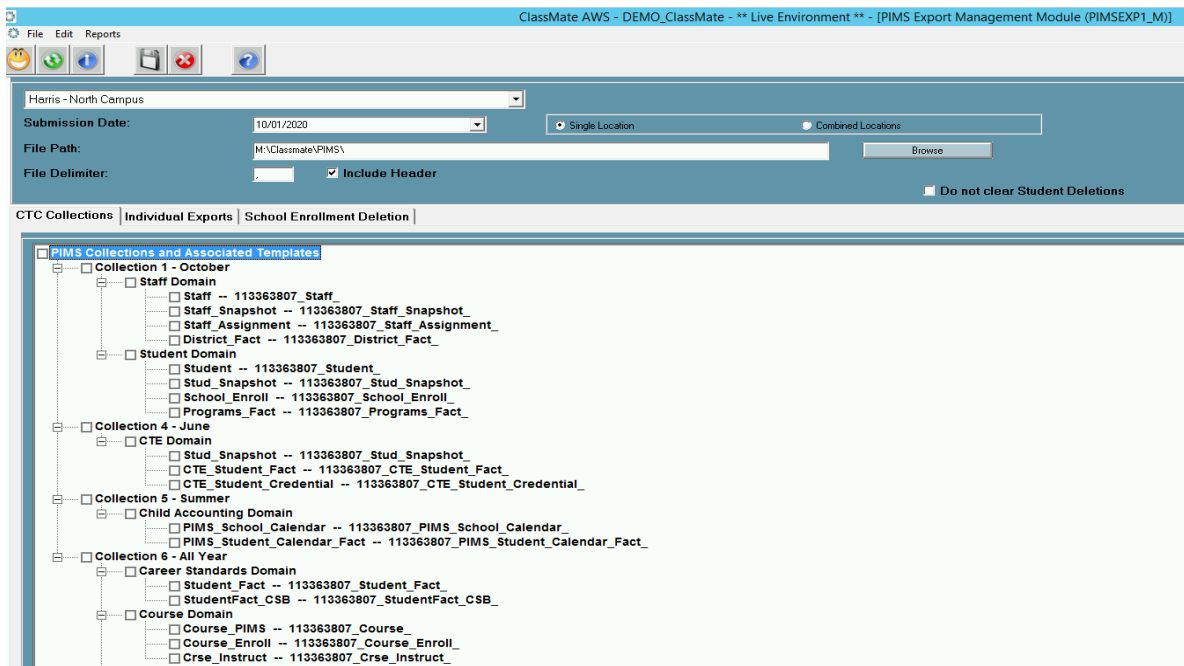 ClassMate AWS - DEMO_ClassMate - ** Live Environment ** - [PIMS Export Management Module (PIMSEXP1_M)]
File Edit Reports
Harris - North Campus
Submission Date: 10/01/2020 Single Location Combined Locations
File Path: M:\Classmate\PIMS\ Browse
File Delimiter: , Include Header
Do not clear Student Deletions
CTC Collections Individual Exports School Enrollment Deletion
PIMS Collections and Associated Templates
Collection 1 - October
Staff Domain
Staff -- 113363807_Staff_
Staff_Snapshot -- 113363807_Staff_Snapshot_
Staff_Assignment -- 113363807_Staff_Assignment_
District_Fact -- 113363807_District_Fact_
Student Domain
Student -- 113363807_Student_
Stud_Snapshot -- 113363807_Stud_Snapshot_
School_Enroll -- 113363807_School_Enroll_
Programs_Fact -- 113363807_Programs_Fact_
Collection 4 - June
CTE Domain
Stud_Snapshot -- 113363807_Stud_Snapshot_
CTE_Student_Fact -- 113363807_CTE_Student_Fact_
CTE_Student_Credential -- 113363807_CTE_Student_Credential_
Collection 5 - Summer
Child Accounting Domain
PIMS_School_Calendar -- 113363807_PIMS_School_Calendar_
PIMS_Student_Calendar_Fact -- 113363807_PIMS_Student_Calendar_Fact_
Collection 6 - All Year
Career Standards Domain
Student_Fact -- 113363807_Student_Fact_
StudentFact_CSB -- 113363807_StudentFact_CSB_
Course Domain
Course_PIMS -- 113363807_Course_
Course_Enroll -- 113363807_Course_Enroll_
Crse_Instruct -- 113363807_Crse_Instruct_